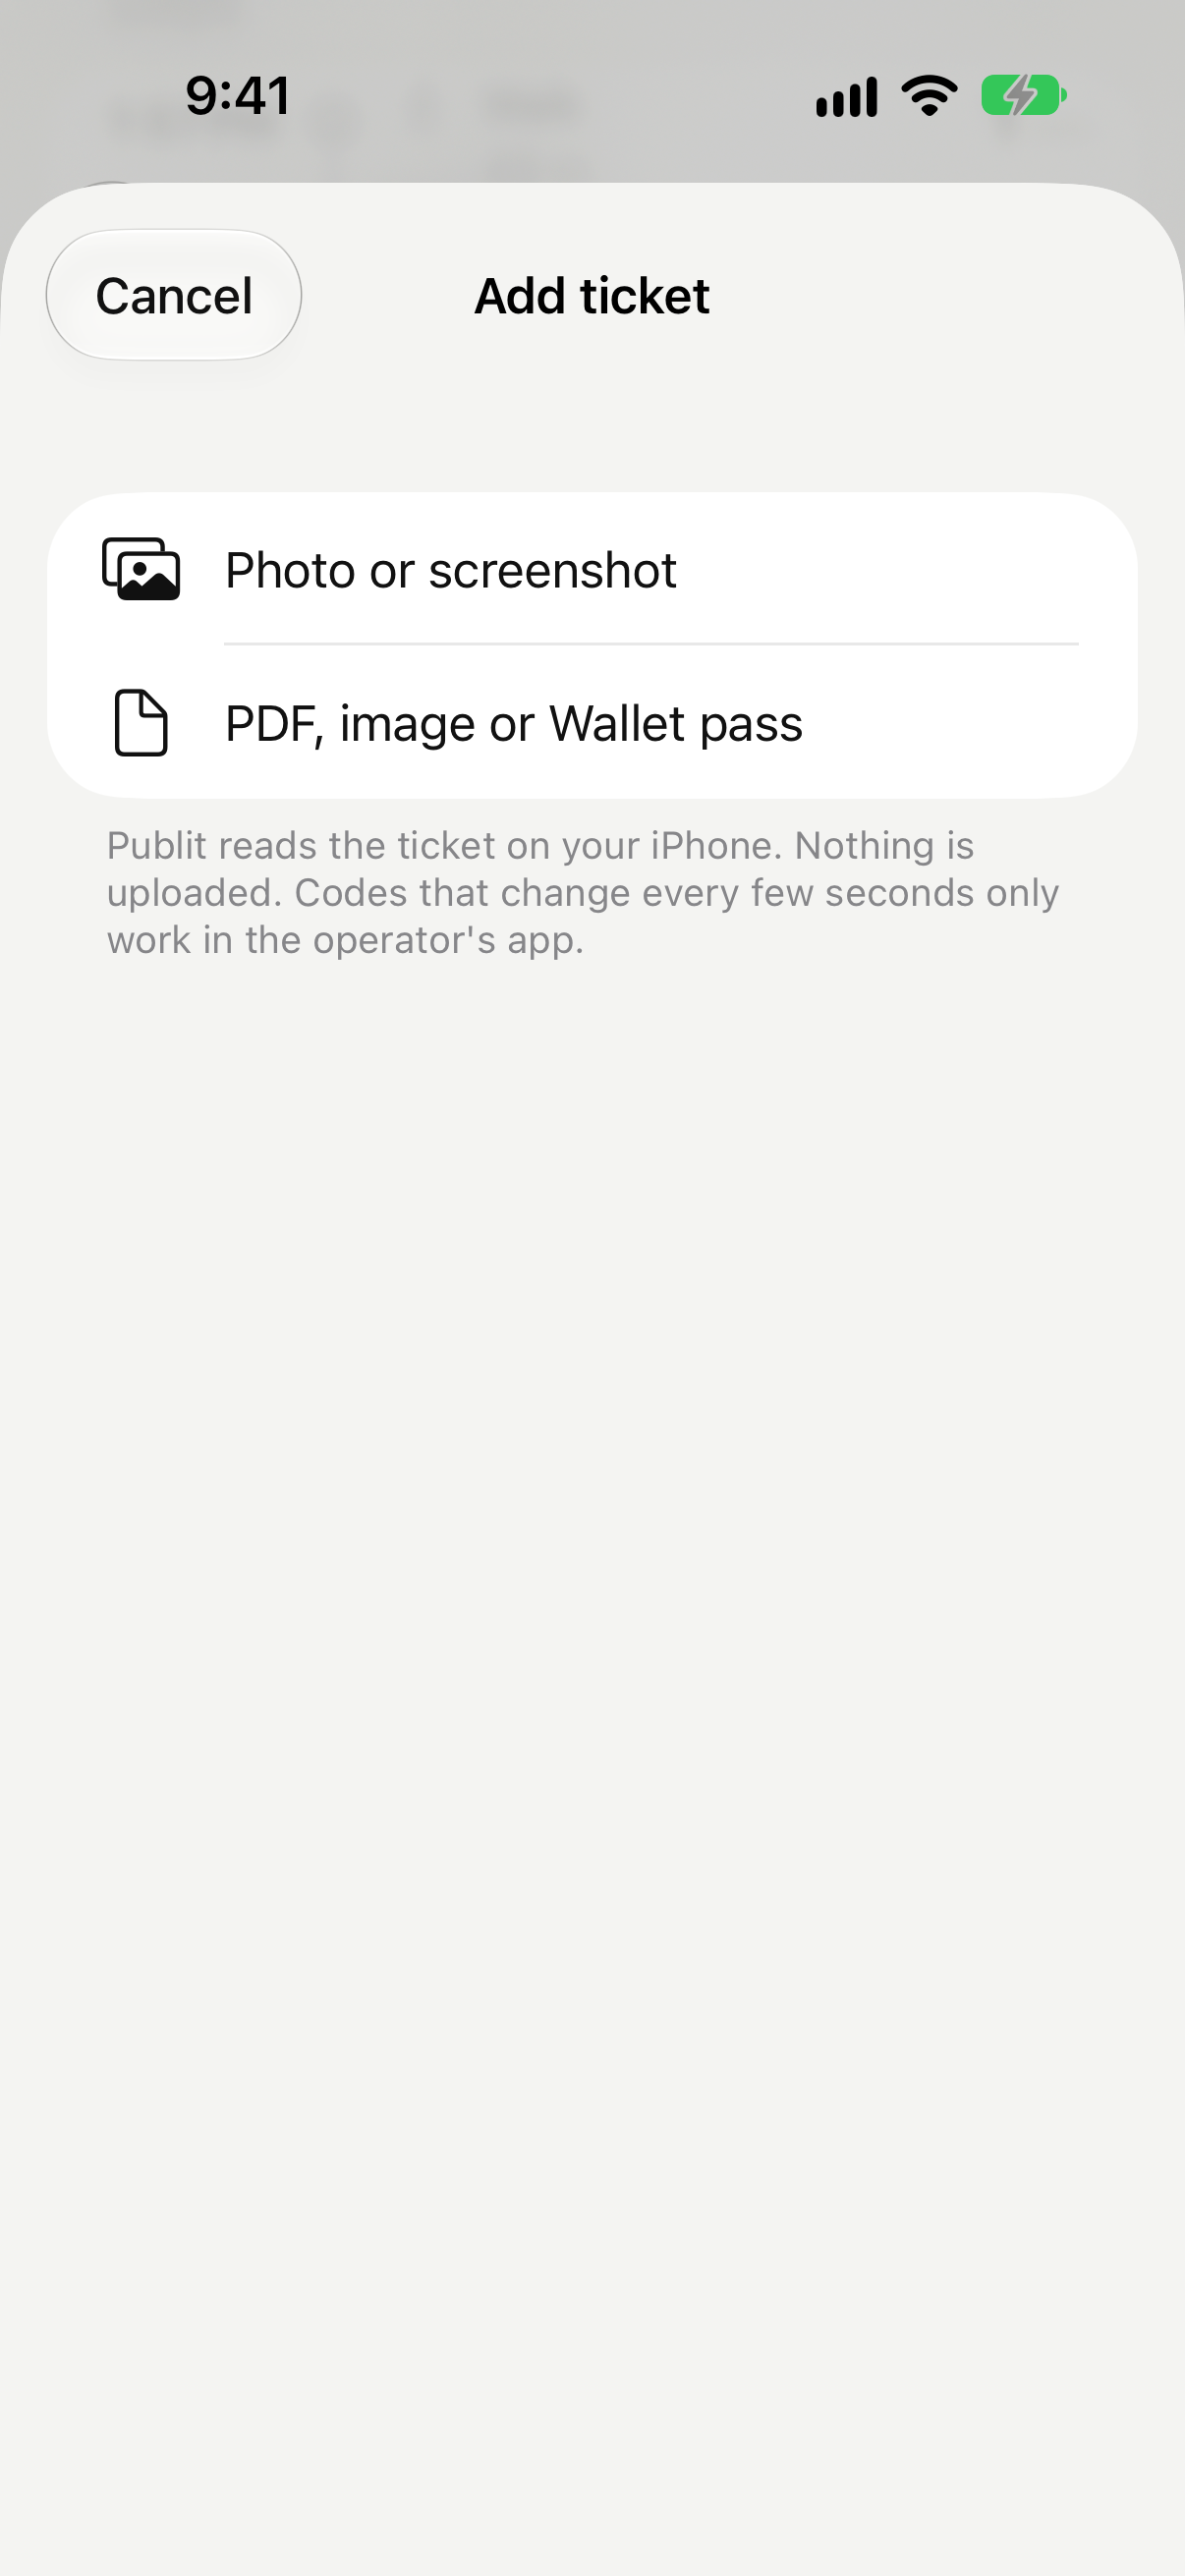 9:41
Cancel
Add ticket
Photo or screenshot
PDF, image or Wallet pass
Publit reads the ticket on your iPhone. Nothing is
uploaded. Codes that change every few seconds only
work in the operator's app.